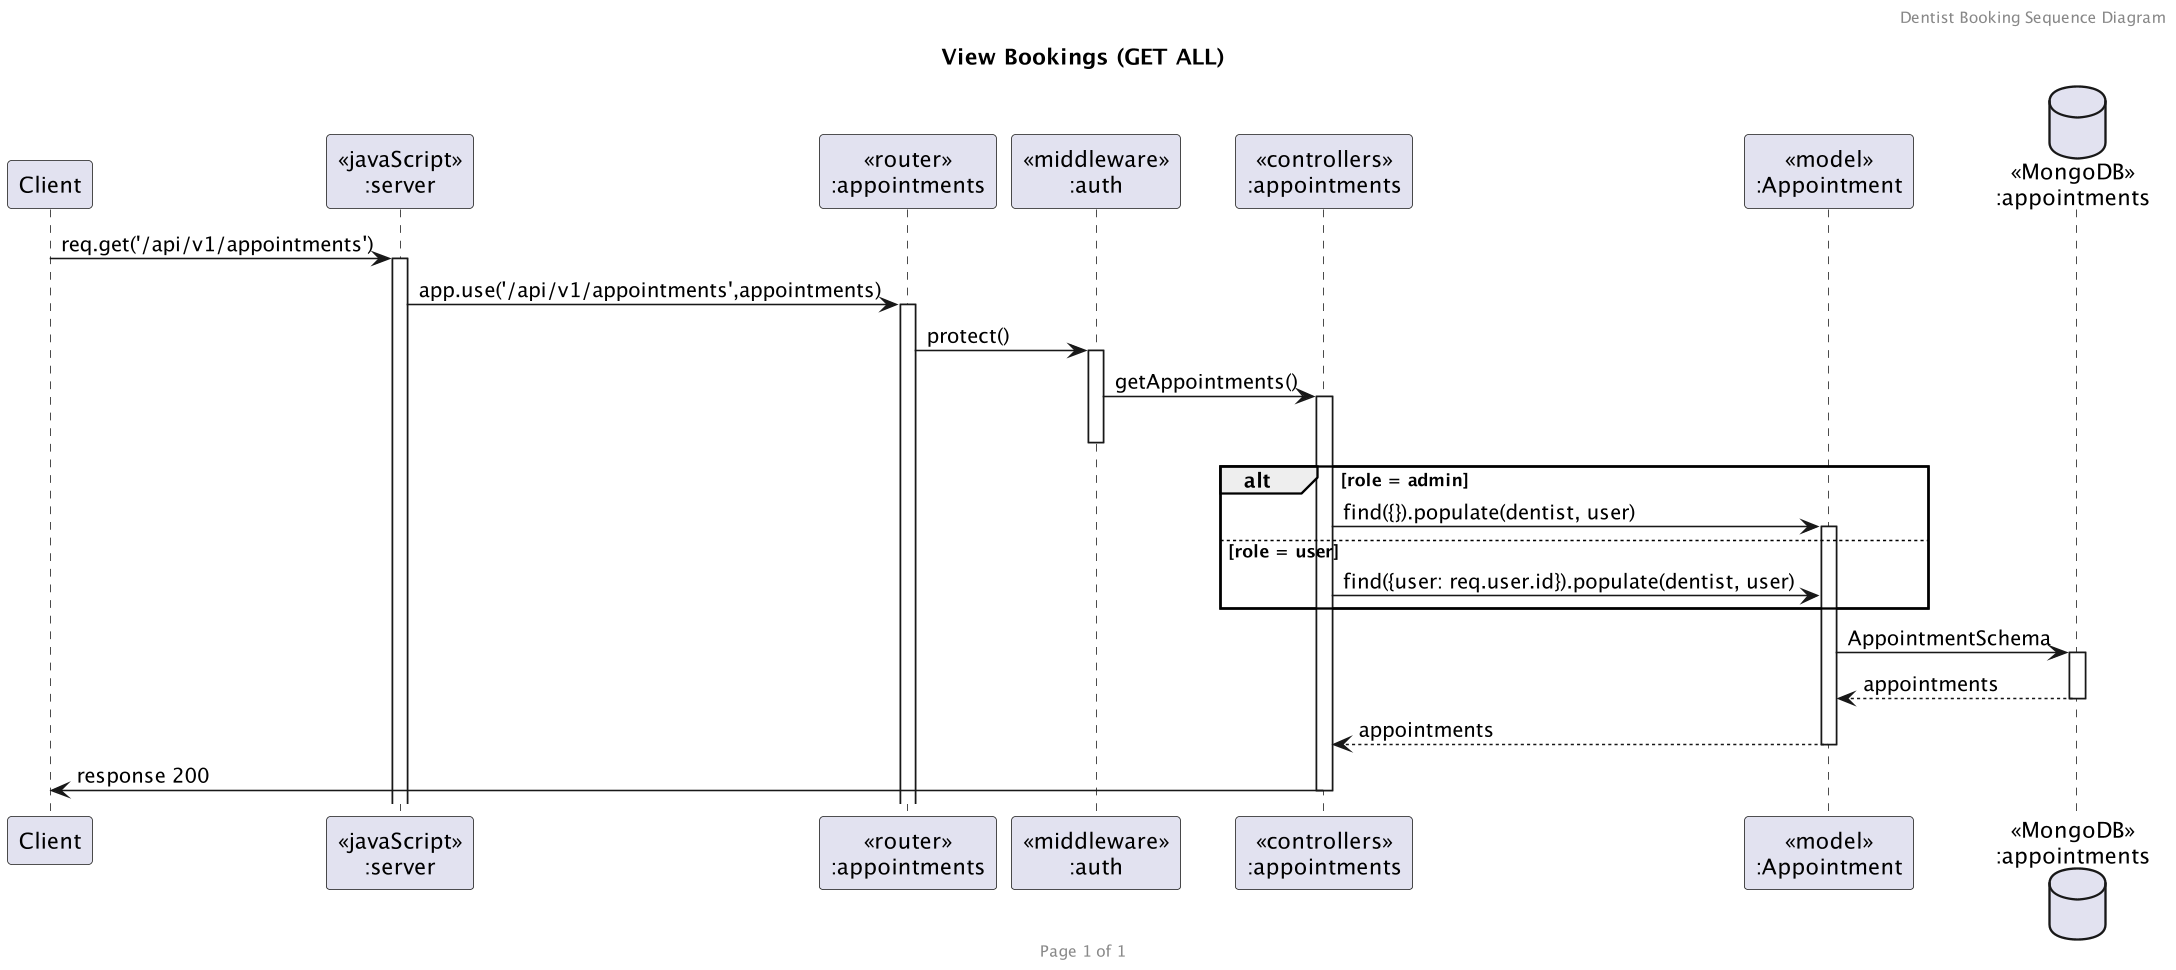 Dentist Booking Sequence Diagram
View Bookings (GET ALL)
Client
«javaScript»
:server
«router»
:appointments
«middleware»
:auth
«controllers»
:appointments
«model»
:Appointment
«MongoDB»
:appointments
req.get('/api/v1/appointments')
app.use('/api/v1/appointments',appointments)
protect()
getAppointments()
alt [role = admin]
find({}).populate(dentist, user)
[role = user]
find({user: req.user.id}).populate(dentist, user)
AppointmentSchema
appointments
appointments
response 200
Client
«javaScript»
:server
«router»
:appointments
«middleware»
:auth
«controllers»
:appointments
«model»
:Appointment
«MongoDB»
:appointments
Page 1 of 1